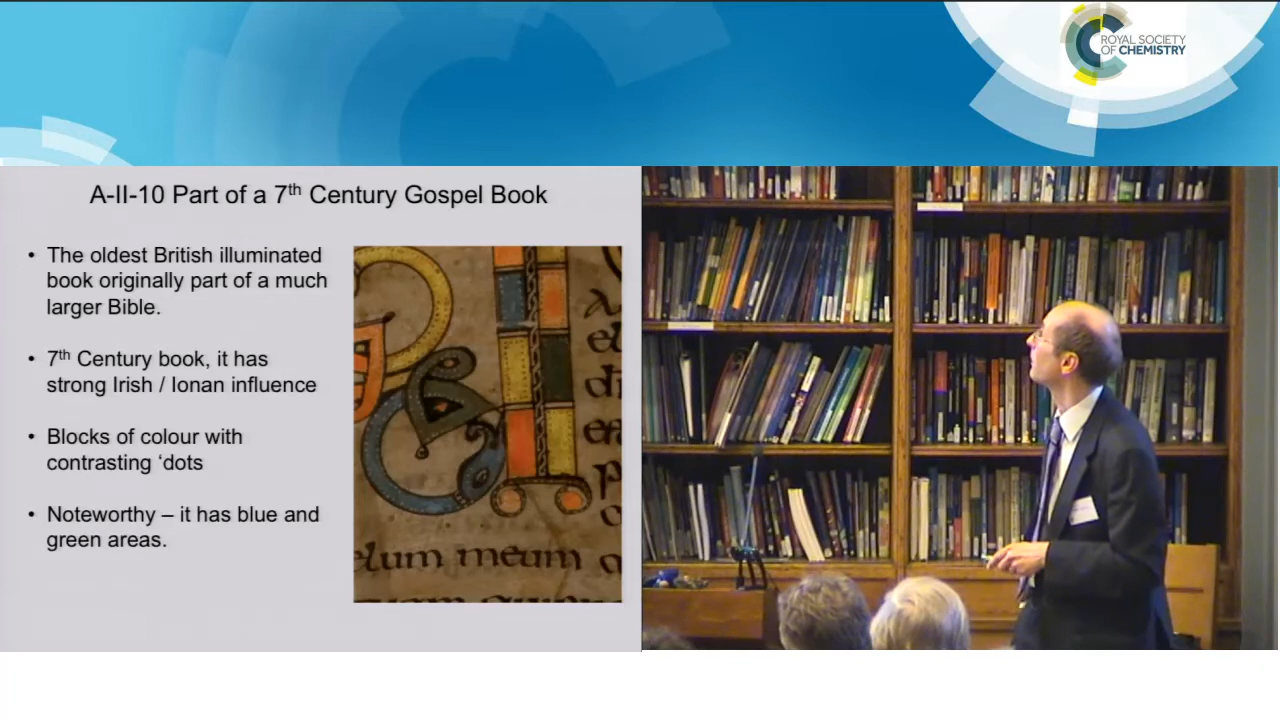 ROYAL SOCIETY
OF CHEMISTRY
A-II-10 Part of a 7th Century Gospel Book
• The oldest British illuminated
book originally part of a much
larger Bible.
• 7th Century book, it has
strong Irish / Ionan influence
• Blocks of colour with
contrasting ‘dots
• Noteworthy – it has blue and
green areas.
elum meum